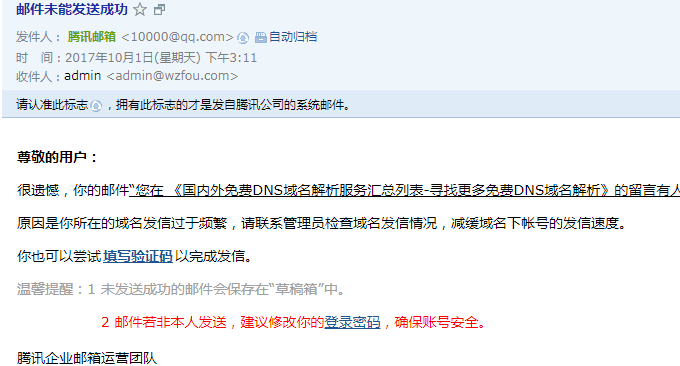 邮件未能发送成功
发件人： 腾讯邮箱 <10000@qq.com> 自动归档
时 间：2017年10月1日(星期天) 下午3:11
收件人：admin <admin@wzfou.com>
请认准此标志，拥有此标志的才是发自腾讯公司的系统邮件。
尊敬的用户：
很遗憾，你的邮件“您在 《国内外免费DNS域名解析服务汇总列表-寻找更多免费DNS域名解析》的留言有人
原因是你所在的域名发信过于频繁，请联系管理员检查域名发信情况，减缓域名下帐号的发信速度。
你也可以尝试 填写验证码 以完成发信。
温馨提醒：1 未发送成功的邮件会保存在“草稿箱”中。
2 邮件若非本人发送，建议修改你的登录密码，确保账号安全。
腾讯企业邮箱运营团队